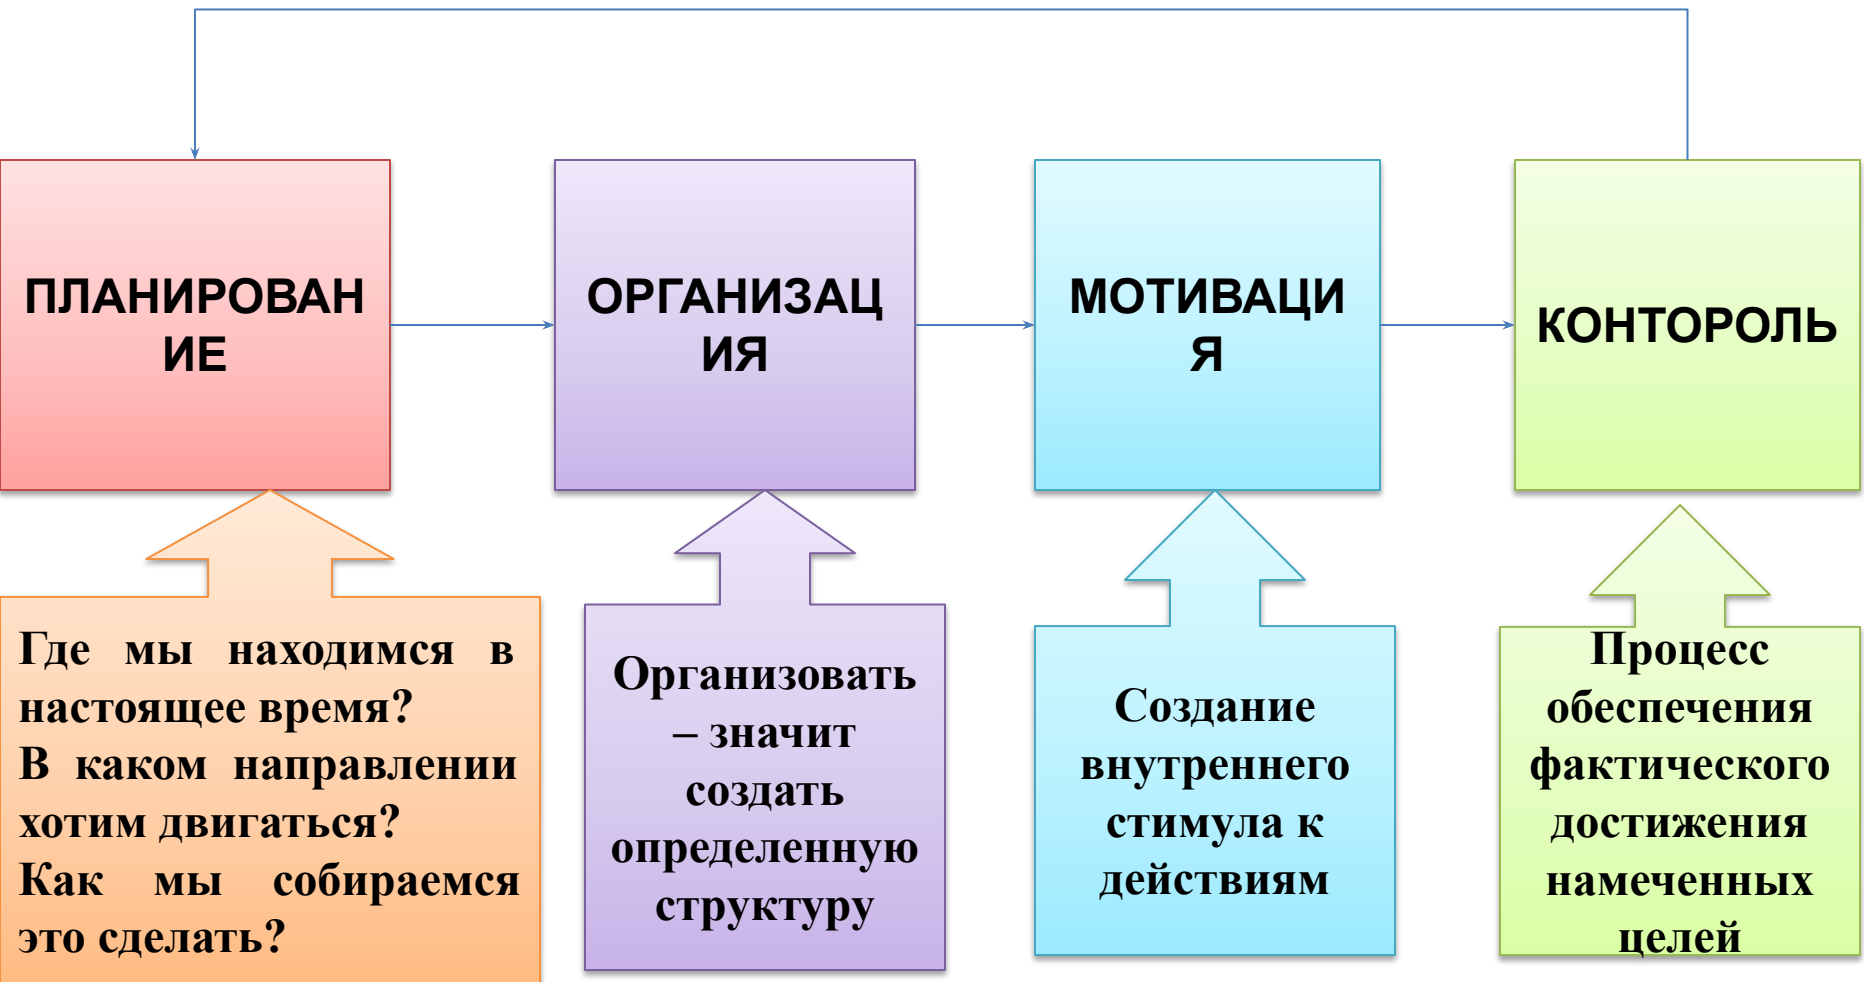 ПЛАНИРОВАН
ИЕ
ОРГАНИЗАЦ
ИЯ
МОТИВАЦИ
Я
КОНТОРОЛЬ
Где мы находимся в
настоящее время?
В каком направлении
хотим двигаться?
Как мы собираемся
это сделать?
Организовать
– значит
создать
определенную
структуру
Создание
внутреннего
стимула к
действиям
Процесс
обеспечения
фактического
достижения
намеченных
целей